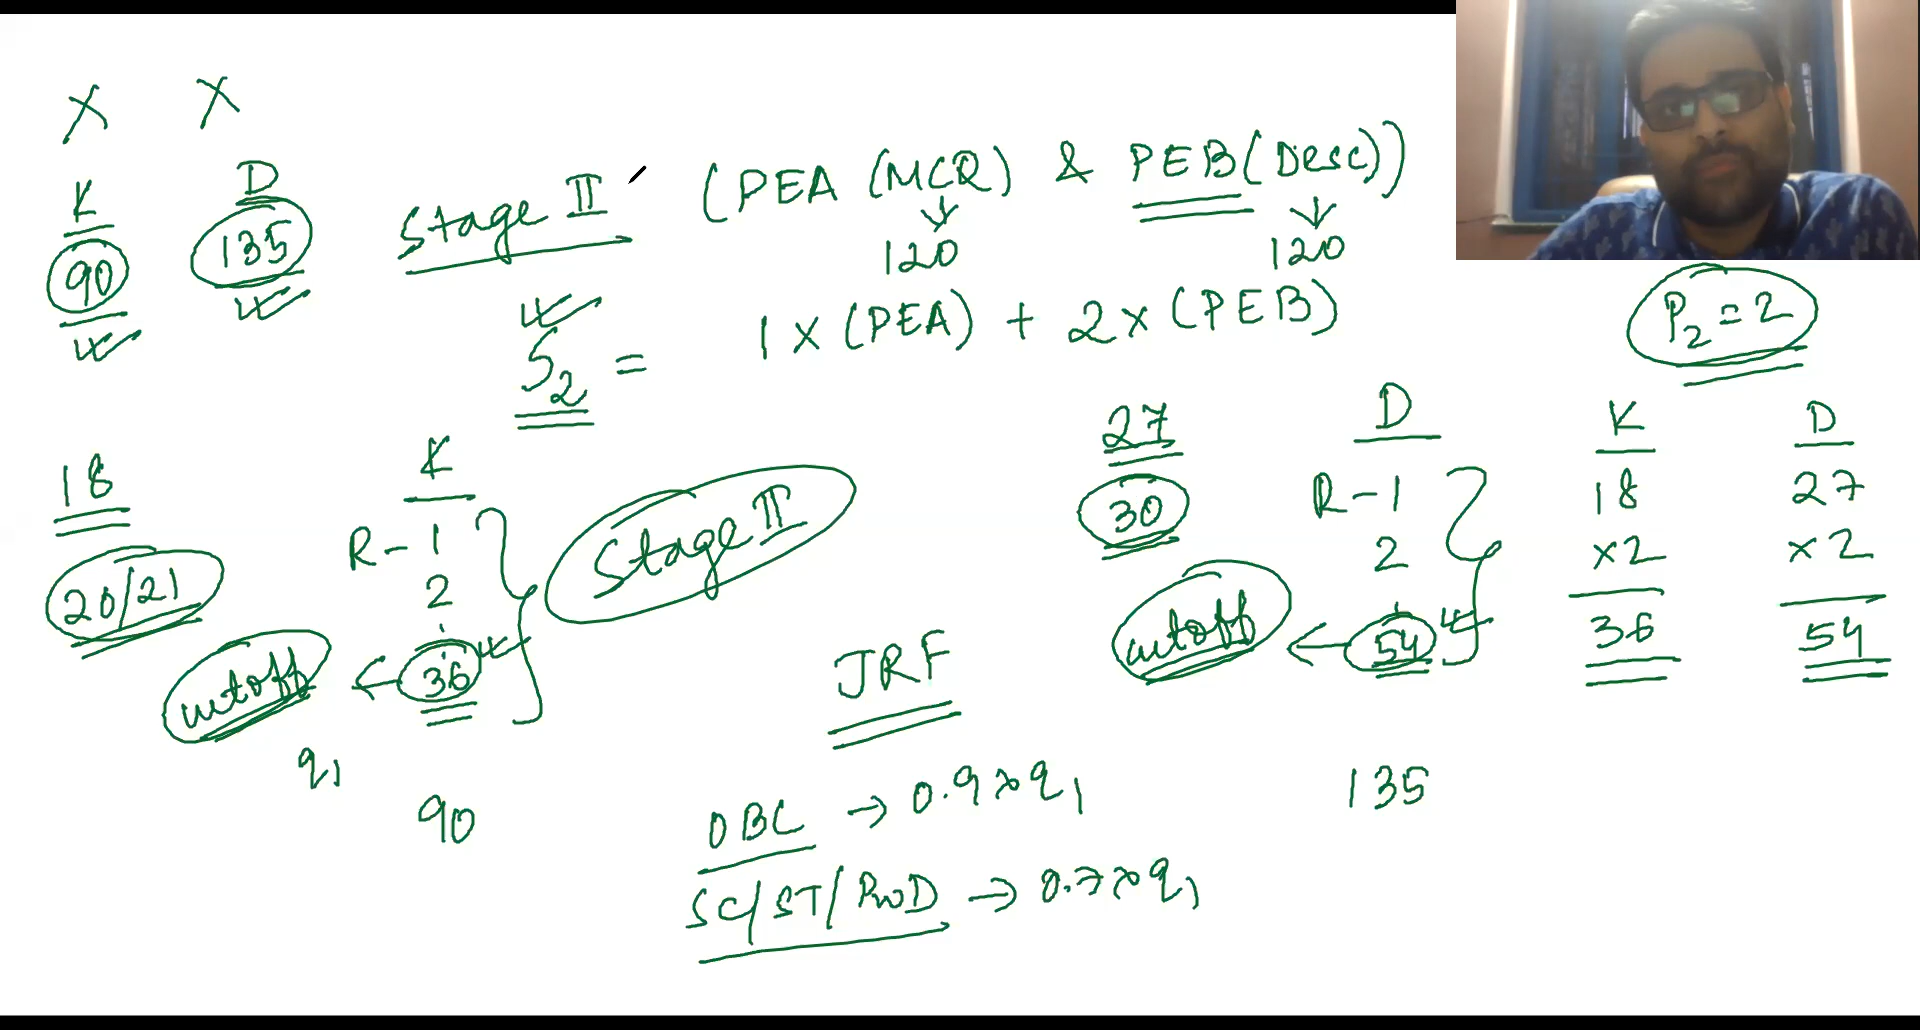 X X
K D
90 135
Stage II (PEA (MCQ) & PEB (Desc))
120 120
S2 = 1 x (PEA) + 2 x (PEB)
P2 = 2
18
20/21
K
R - 1
2
36
cutoff
q1
90
Stage II
JRF
OBC → 0.9 x q1
SC/ST/PwD → 0.7 x q1
27
30
D
R - 1
2
54
cutoff
135
K D
18 27
x2 x2
36 54